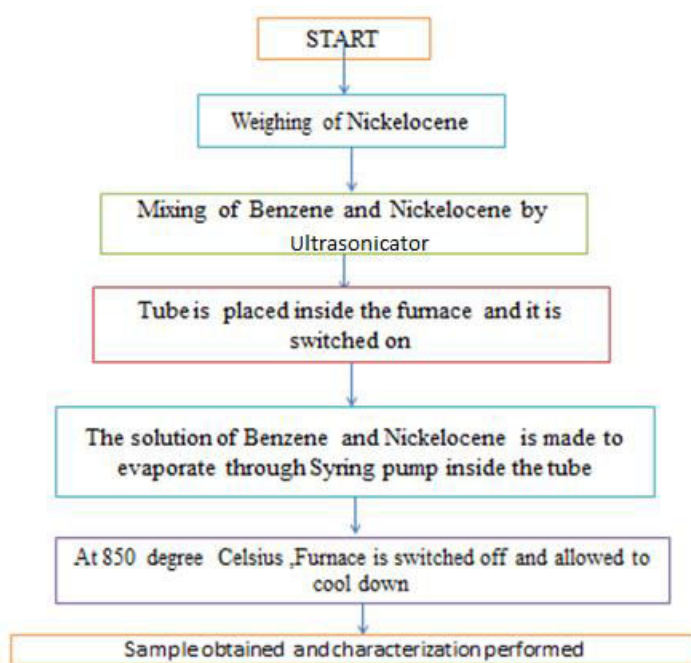 START
Weighing of Nickelocene
Mixing of Benzene and Nickelocene by
Ultrasonicator
Tube is placed inside the furnace and it is
switched on
The solution of Benzene and Nickelocene is made to
evaporate through Syring pump inside the tube
At 850 degree Celsius ,Furnace is switched off and allowed to
cool down
Sample obtained and characterization performed